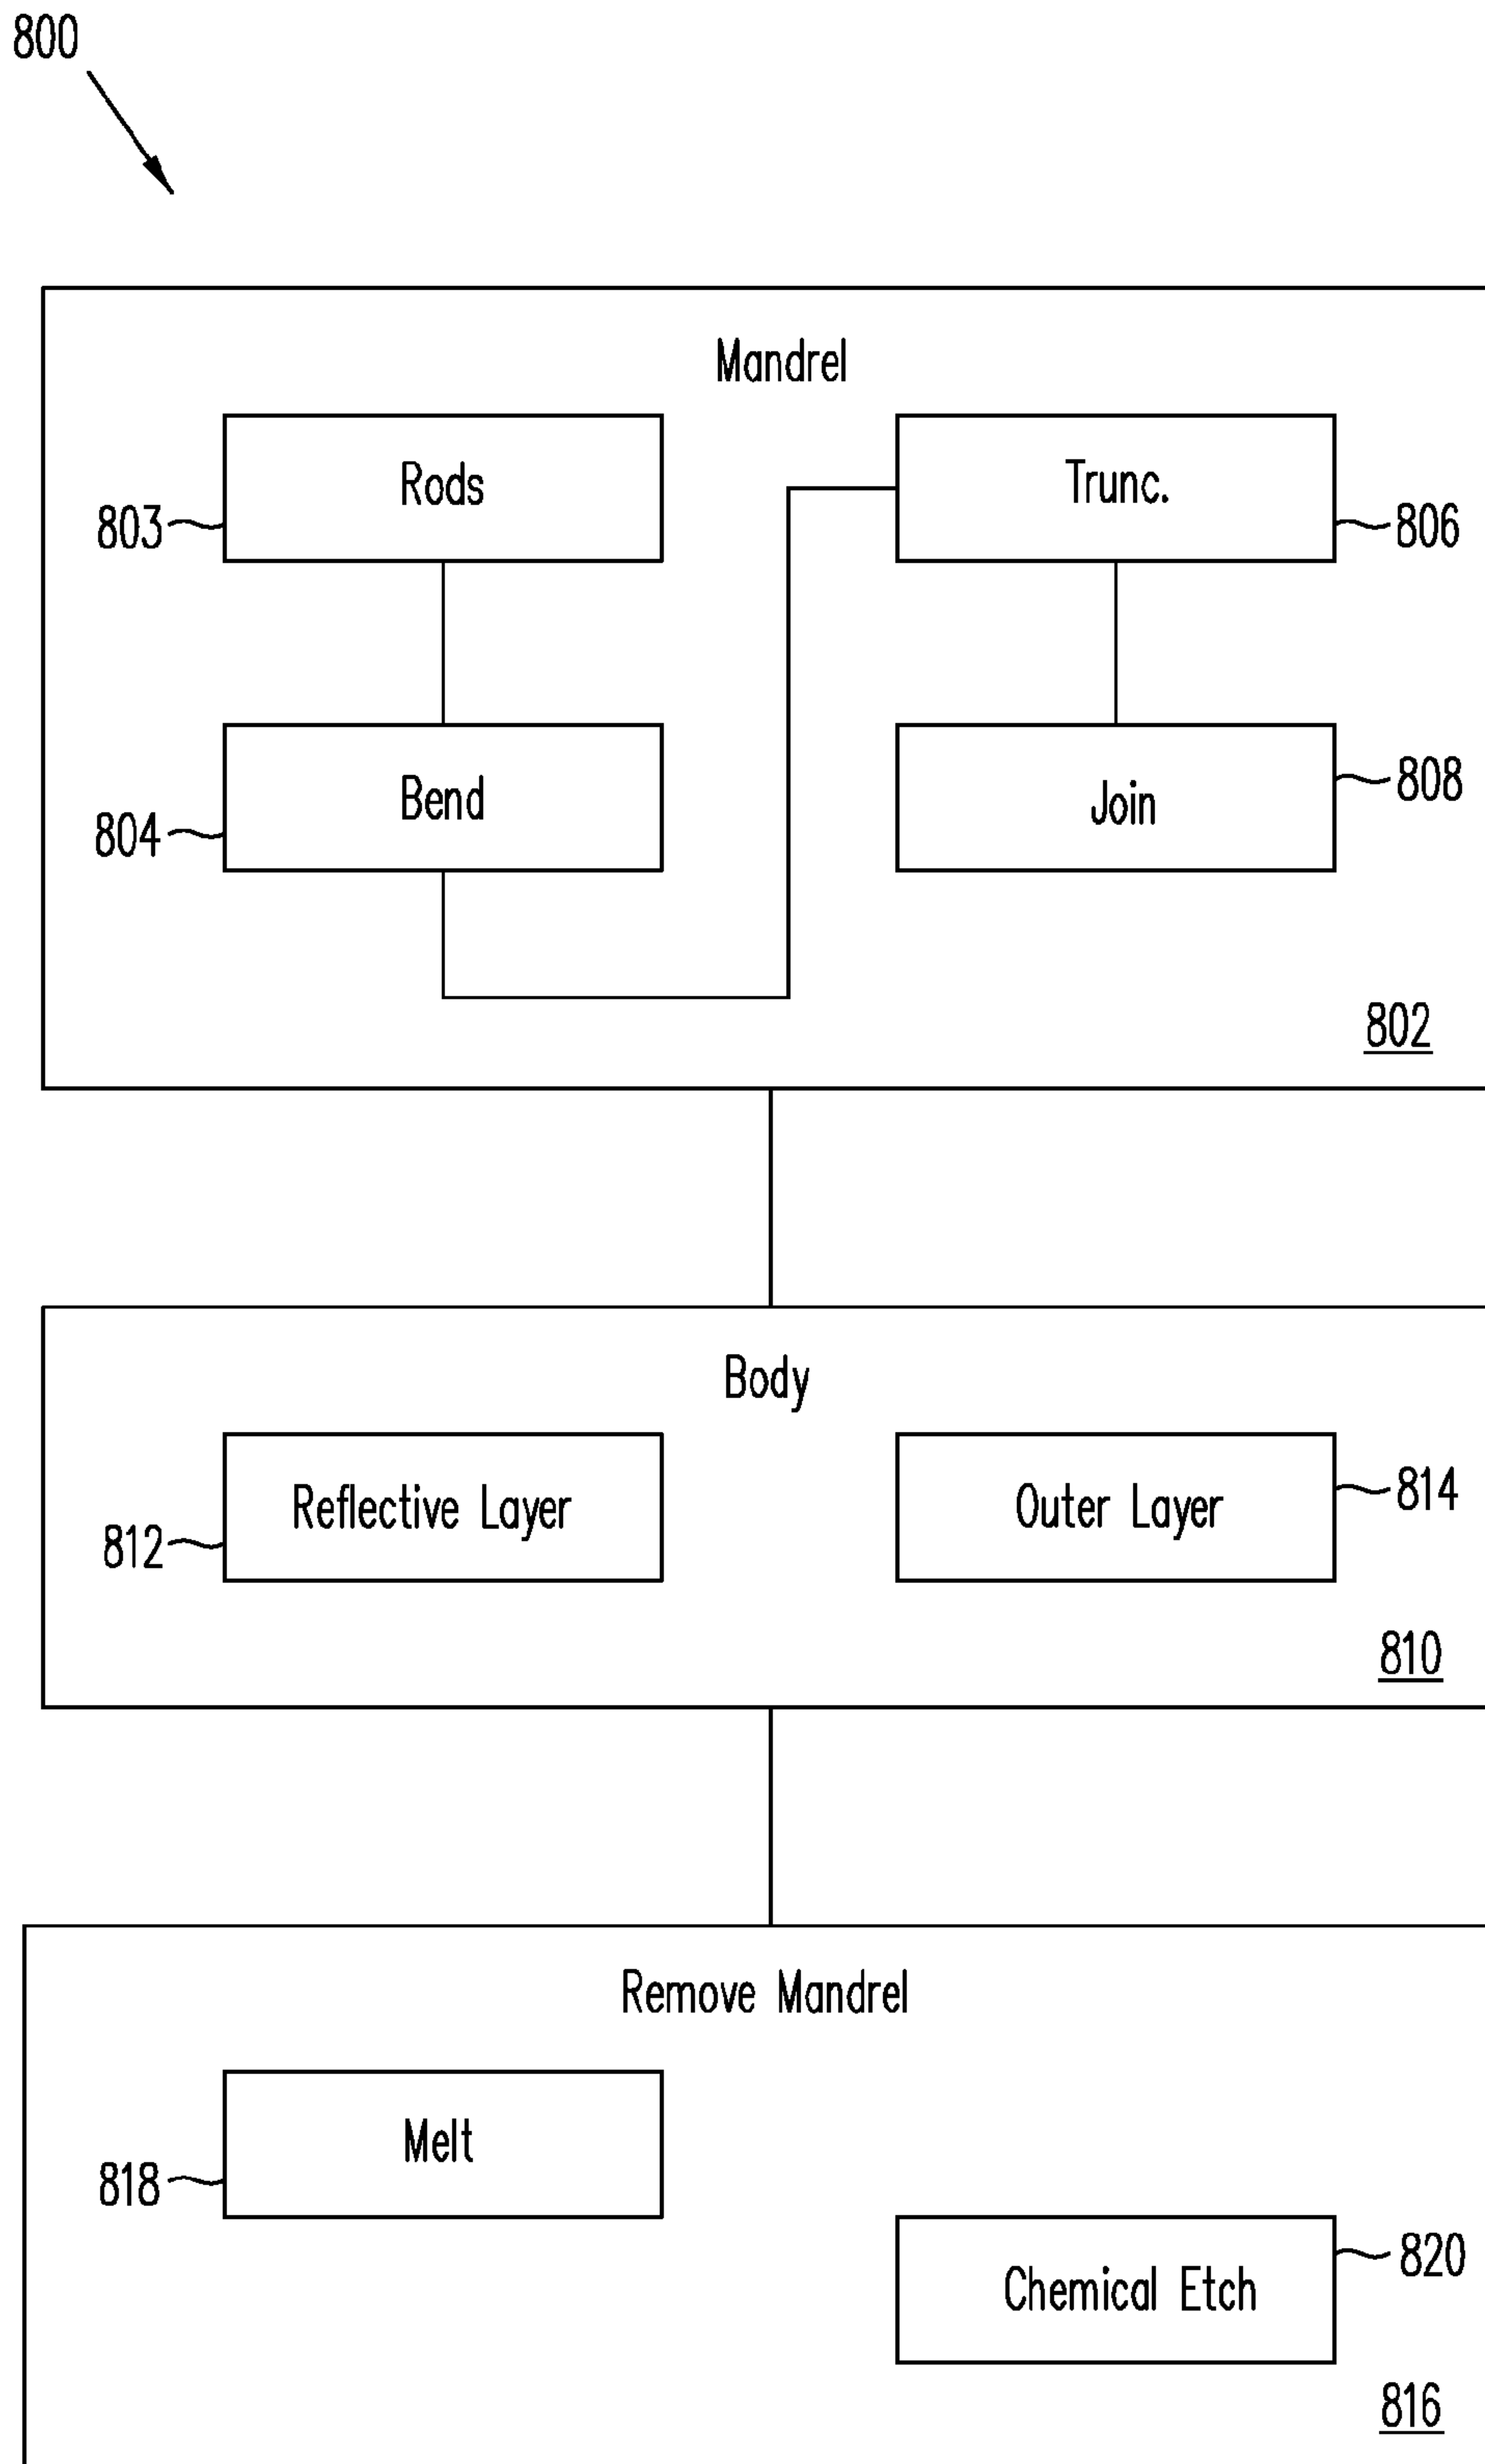 800
Mandrel
Rods
803
Trunc.
806
Bend
804
Join
808
802
Body
Reflective Layer
812
Outer Layer
814
810
Remove Mandrel
Melt
818
Chemical Etch
820
816